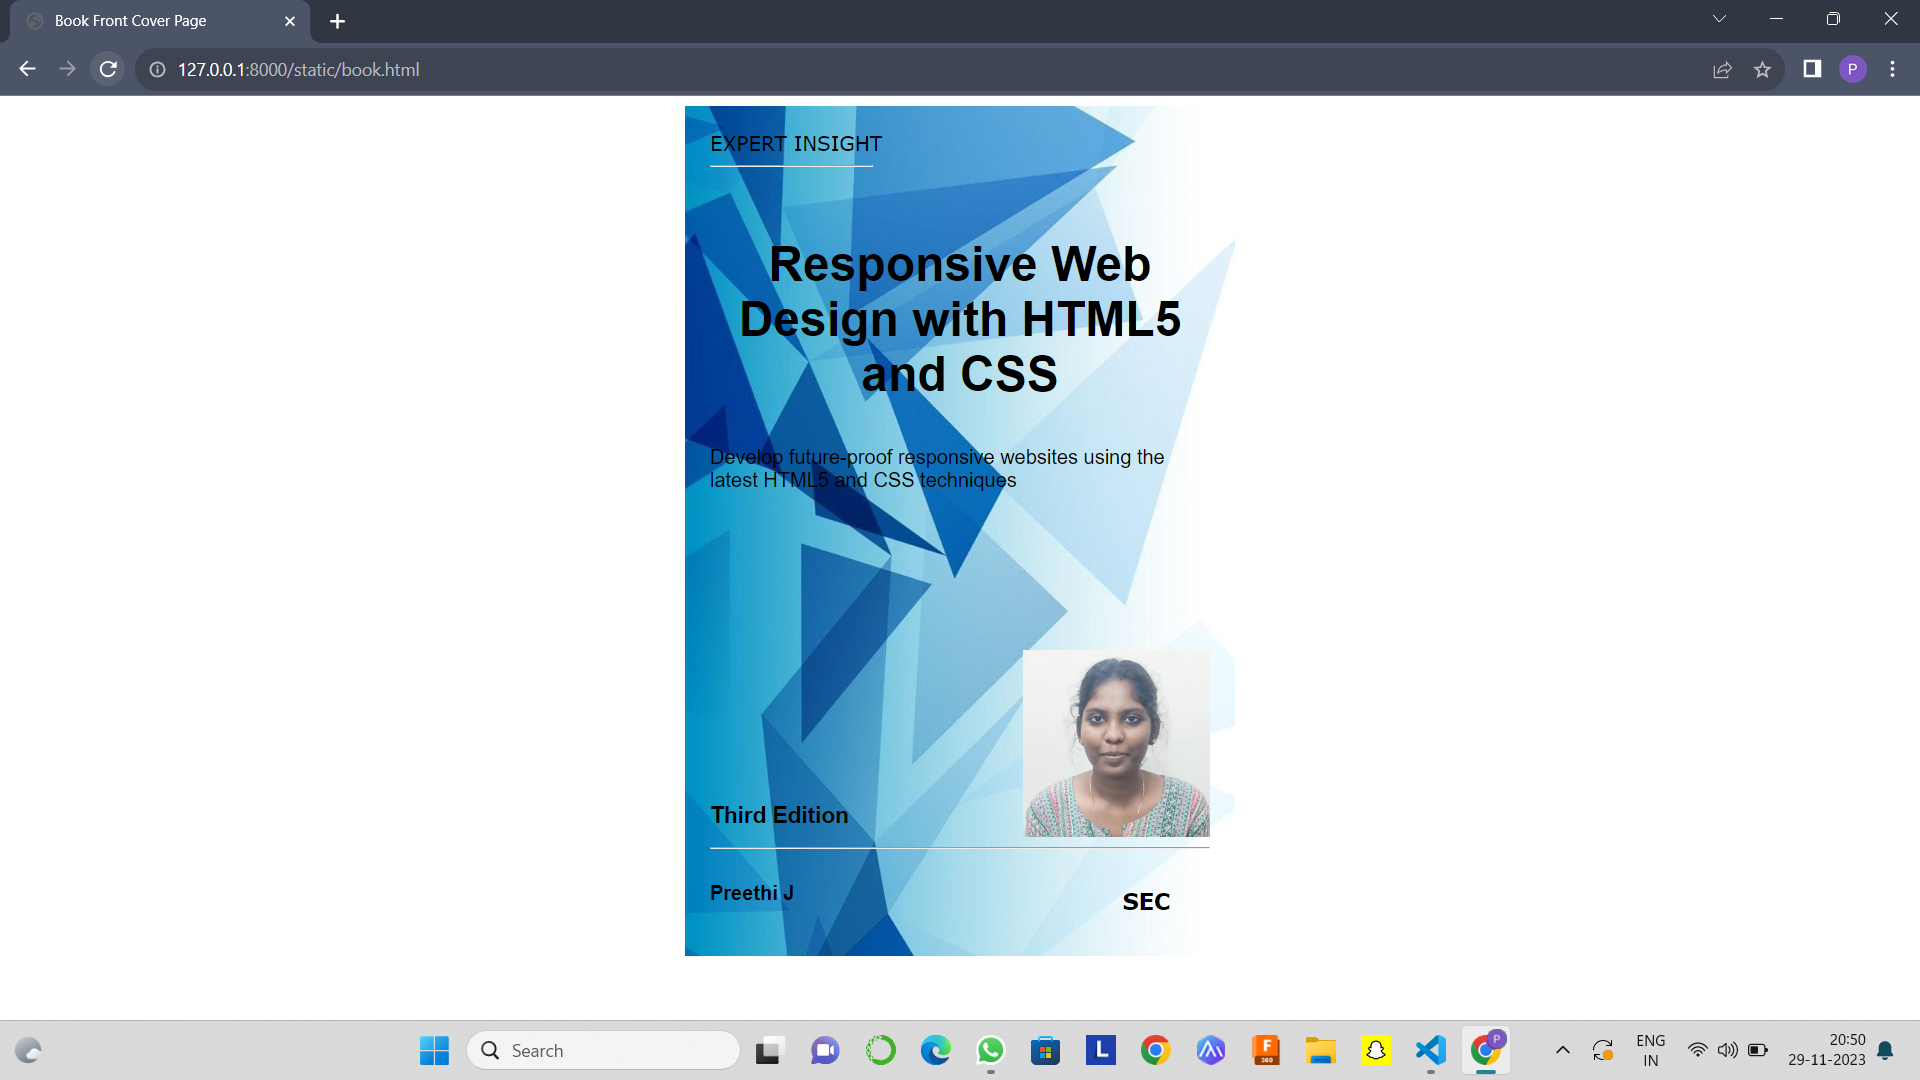 Book Front Cover Page
127.0.0.1:8000/static/book.html
P
EXPERT INSIGHT
Responsive Web
Design with HTML5
and CSS
Develop future-proof responsive websites using the
latest HTML5 and CSS techniques
Third Edition
Preethi J
SEC
Search
L
F
360
P
ENG
IN
20:50
29-11-2023